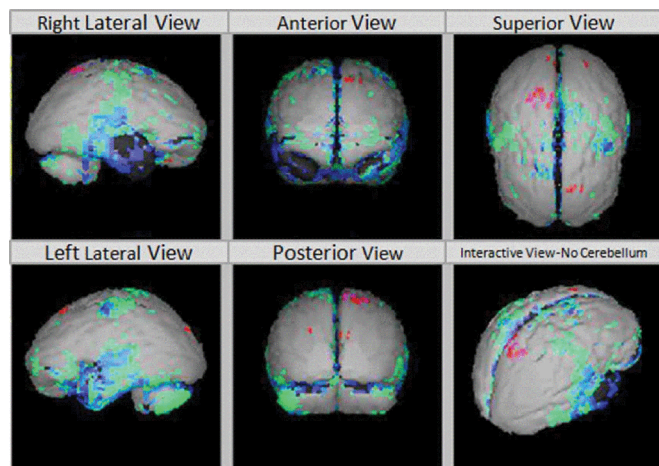 Right Lateral View
Anterior View
Superior View
Left Lateral View
Posterior View
Interactive View-No Cerebellum